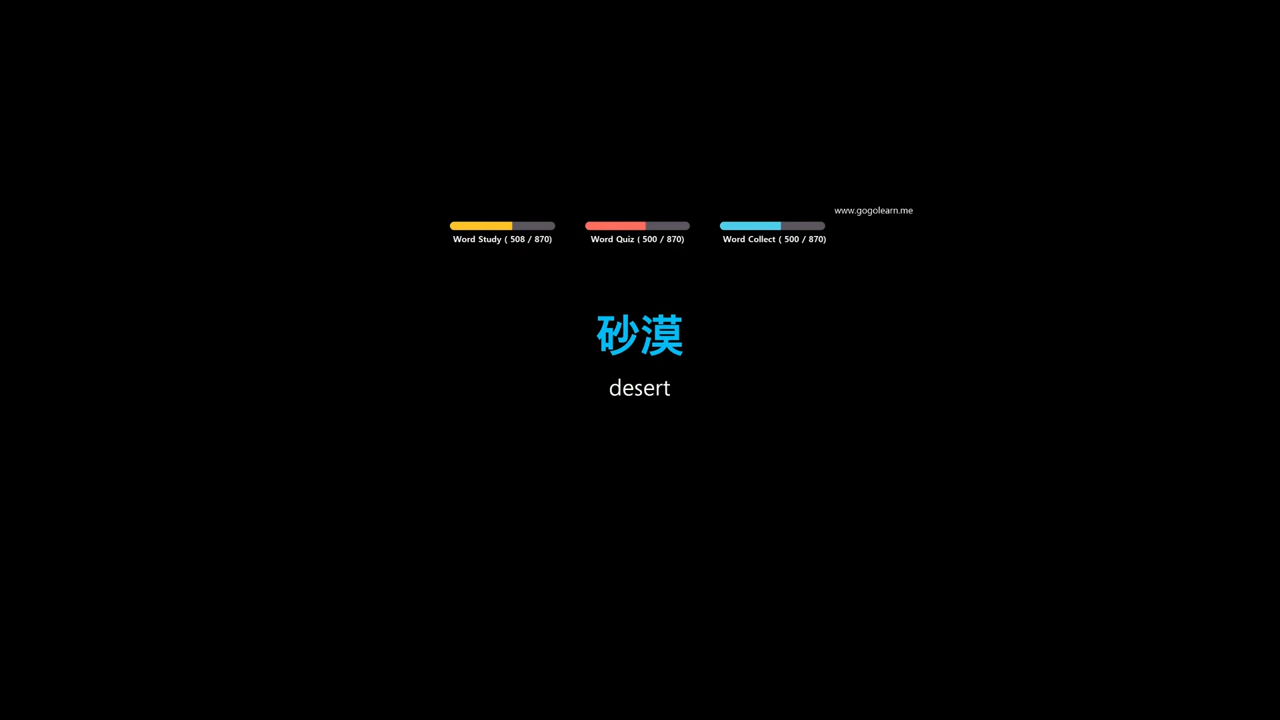 www.gogolearn.me
Word Study ( 508 / 870)
Word Quiz ( 500 / 870)
Word Collect ( 500 / 870)
砂漠
desert